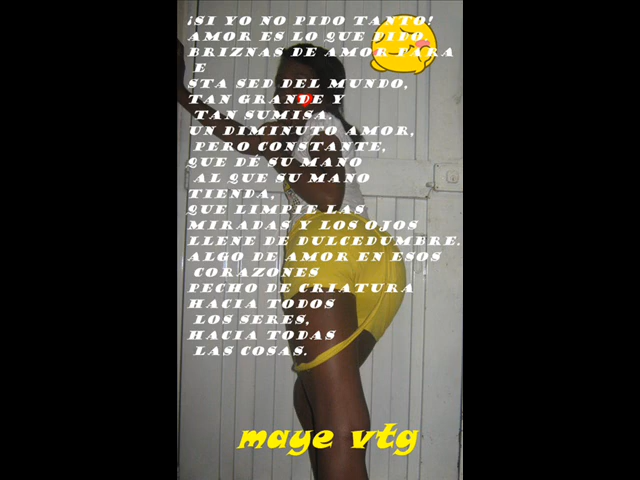 ¡SI YO NO PIDO TANTO!
AMOR ES LO QUE PIDO.
BRIZNAS DE AMOR PARA
E
STA SED DEL MUNDO,
TAN GRANDE Y
TAN SUMISA.
UN DIMINUTO AMOR,
PERO CONSTANTE,
QUE DÉ SU MANO
AL QUE SU MANO
TIENDA,
QUE LIMPIE LAS
MIRADAS Y LOS OJOS
LLENE DE DULCEDUMBRE.
ALGO DE AMOR EN ESOS
CORAZONES
PECHO DE CRIATURA
HACIA TODOS
LOS SERES,
HACIA TODAS
LAS COSAS.
maye vtg